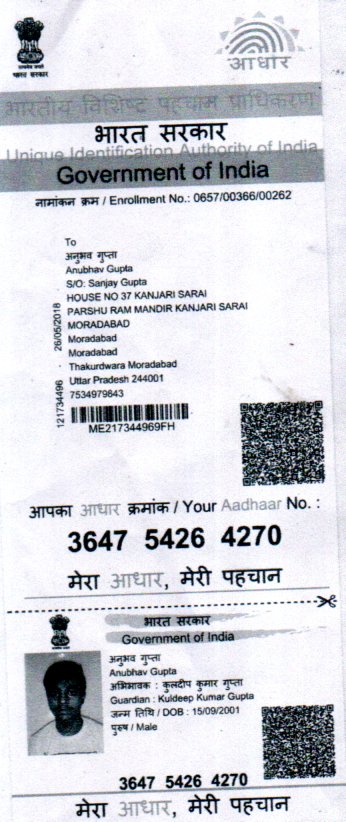 भारत सरकार
आधार
भारतीय विशिष्ट पहचान प्राधिकरण
भारत सरकार
Unique Identification Authority of India
Government of India
नामांकन क्रम / Enrollment No.: 0657/00366/00262
To
अनुभव गुप्ता
Anubhav Gupta
S/O: Sanjay Gupta
HOUSE NO 37 KANJARI SARAI
PARSHU RAM MANDIR KANJARI SARAI
MORADABAD
Moradabad
Moradabad
Thakurdwara Moradabad
Uttar Pradesh 244001
7534979843
121734496 26/05/2018
ME217344969FH
आपका आधार क्रमांक / Your Aadhaar No. :
3647 5426 4270
मेरा आधार, मेरी पहचान
भारत सरकार
Government of India
अनुभव गुप्ता
Anubhav Gupta
अभिभावक : कुलदीप कुमार गुप्ता
Guardian : Kuldeep Kumar Gupta
जन्म तिथि / DOB : 15/09/2001
पुरुष / Male
3647 5426 4270
मेरा आधार, मेरी पहचान